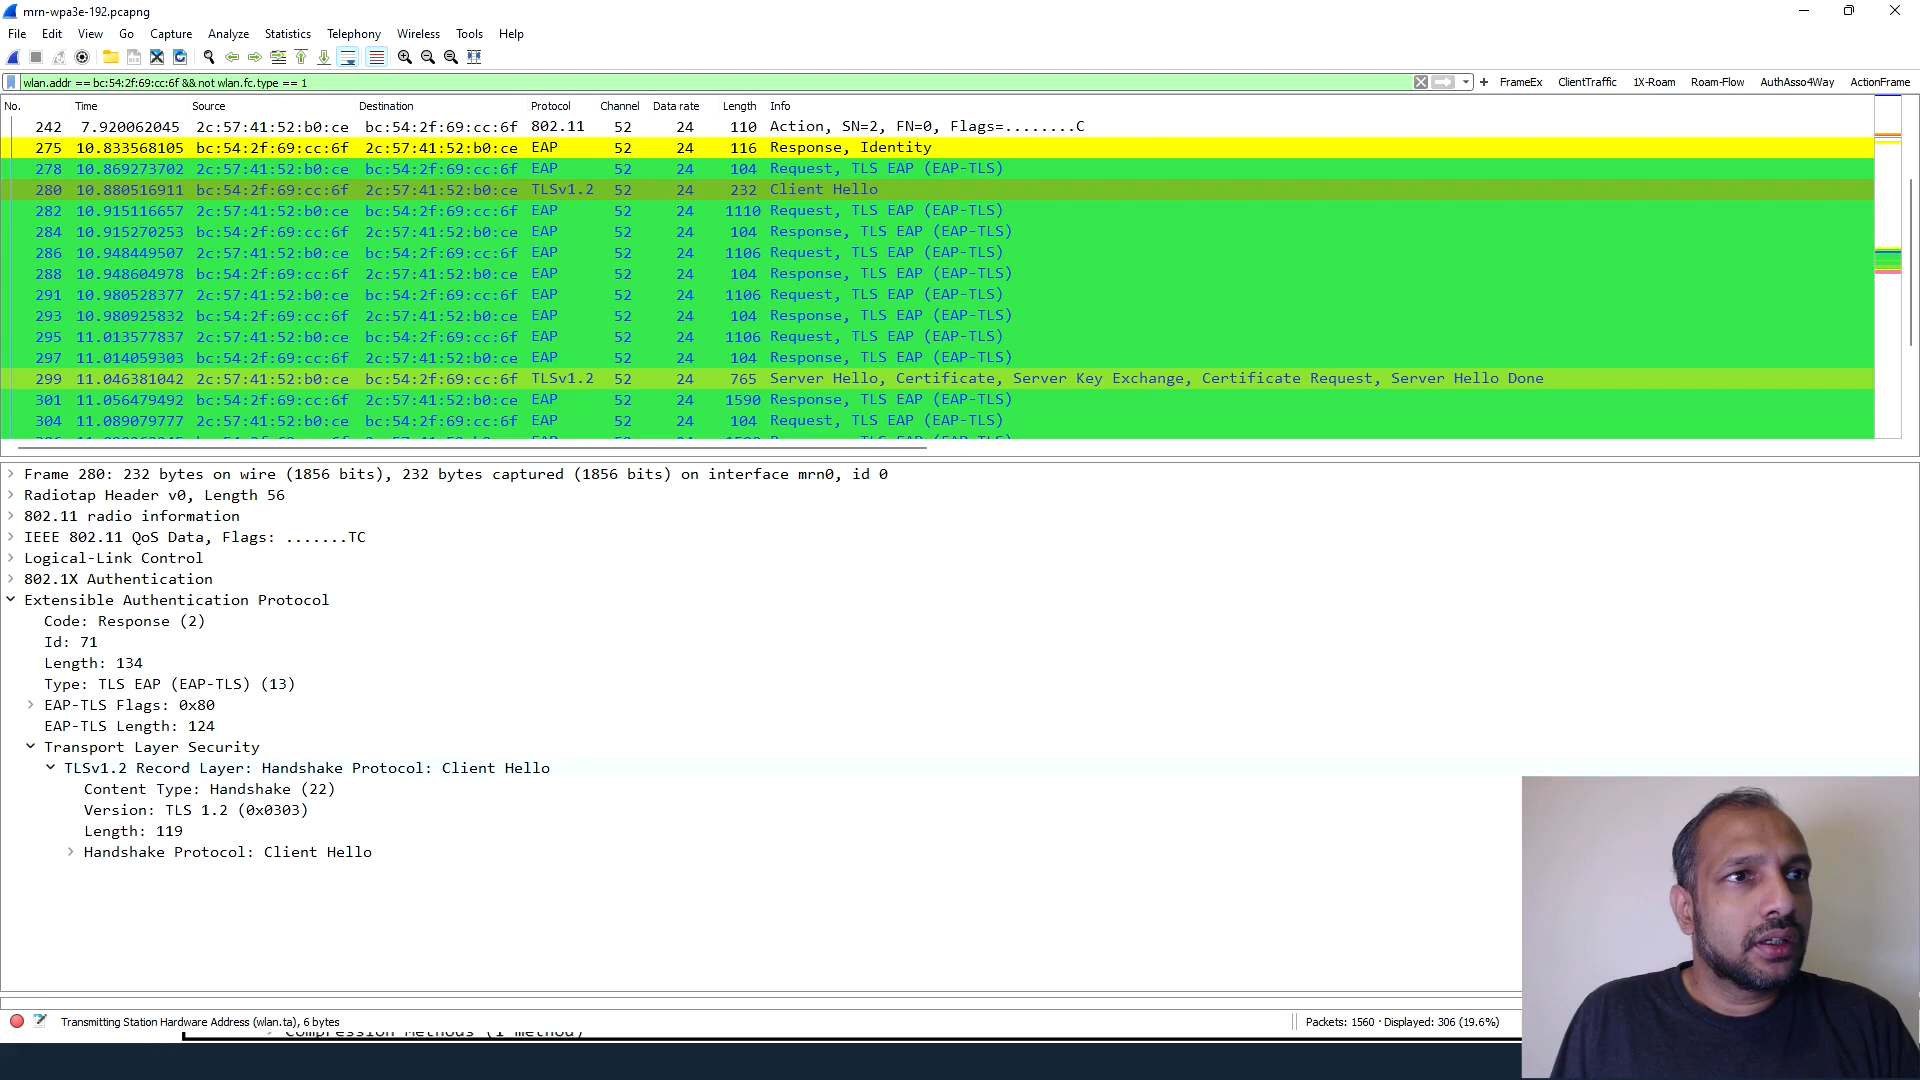 mrn-wpa3e-192.pcapng
File Edit View Go Capture Analyze Statistics Telephony Wireless Tools Help
wlan.addr == bc:54:2f:69:cc:6f && not wlan.fc.type == 1
+ FrameEx ClientTraffic 1X-Roam Roam-Flow AuthAsso4Way ActionFrame
No. Time Source Destination Protocol Channel Data rate Length Info
242 7.920062045 2c:57:41:52:b0:ce bc:54:2f:69:cc:6f 802.11 52 24 110 Action, SN=2, FN=0, Flags=........C
275 10.833568105 bc:54:2f:69:cc:6f 2c:57:41:52:b0:ce EAP 52 24 116 Response, Identity
278 10.869273702 2c:57:41:52:b0:ce bc:54:2f:69:cc:6f EAP 52 24 104 Request, TLS EAP (EAP-TLS)
280 10.880516911 bc:54:2f:69:cc:6f 2c:57:41:52:b0:ce TLSv1.2 52 24 232 Client Hello
282 10.915116657 2c:57:41:52:b0:ce bc:54:2f:69:cc:6f EAP 52 24 1110 Request, TLS EAP (EAP-TLS)
284 10.915270253 bc:54:2f:69:cc:6f 2c:57:41:52:b0:ce EAP 52 24 104 Response, TLS EAP (EAP-TLS)
286 10.948449507 2c:57:41:52:b0:ce bc:54:2f:69:cc:6f EAP 52 24 1106 Request, TLS EAP (EAP-TLS)
288 10.948604978 bc:54:2f:69:cc:6f 2c:57:41:52:b0:ce EAP 52 24 104 Response, TLS EAP (EAP-TLS)
291 10.980528377 2c:57:41:52:b0:ce bc:54:2f:69:cc:6f EAP 52 24 1106 Request, TLS EAP (EAP-TLS)
293 10.980925832 bc:54:2f:69:cc:6f 2c:57:41:52:b0:ce EAP 52 24 104 Response, TLS EAP (EAP-TLS)
295 11.013577837 2c:57:41:52:b0:ce bc:54:2f:69:cc:6f EAP 52 24 1106 Request, TLS EAP (EAP-TLS)
297 11.014059303 bc:54:2f:69:cc:6f 2c:57:41:52:b0:ce EAP 52 24 104 Response, TLS EAP (EAP-TLS)
299 11.046381042 2c:57:41:52:b0:ce bc:54:2f:69:cc:6f TLSv1.2 52 24 765 Server Hello, Certificate, Server Key Exchange, Certificate Request, Server Hello Done
301 11.056479492 bc:54:2f:69:cc:6f 2c:57:41:52:b0:ce EAP 52 24 1590 Response, TLS EAP (EAP-TLS)
304 11.089079777 2c:57:41:52:b0:ce bc:54:2f:69:cc:6f EAP 52 24 104 Request, TLS EAP (EAP-TLS)
Frame 280: 232 bytes on wire (1856 bits), 232 bytes captured (1856 bits) on interface mrn0, id 0
Radiotap Header v0, Length 56
802.11 radio information
IEEE 802.11 QoS Data, Flags: .......TC
Logical-Link Control
802.1X Authentication
Extensible Authentication Protocol
Code: Response (2)
Id: 71
Length: 134
Type: TLS EAP (EAP-TLS) (13)
EAP-TLS Flags: 0x80
EAP-TLS Length: 124
Transport Layer Security
TLSv1.2 Record Layer: Handshake Protocol: Client Hello
Content Type: Handshake (22)
Version: TLS 1.2 (0x0303)
Length: 119
Handshake Protocol: Client Hello
Transmitting Station Hardware Address (wlan.ta), 6 bytes
Packets: 1560 · Displayed: 306 (19.6%)
Compression Methods (1 method)